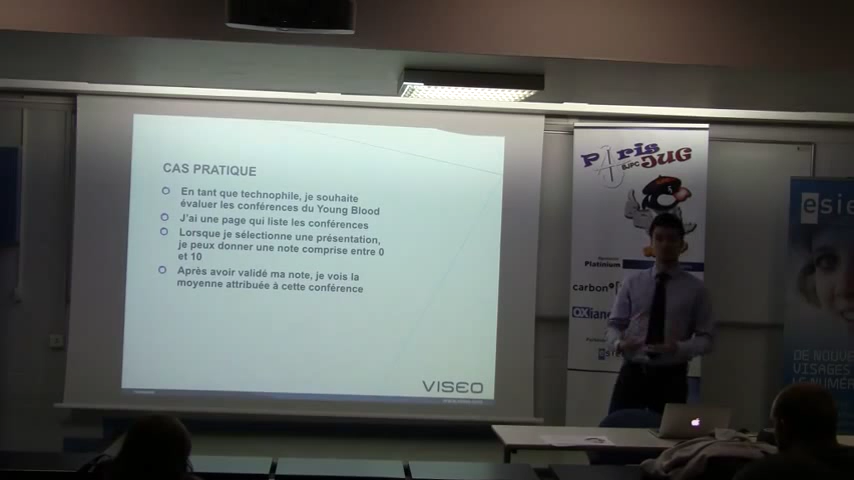 CAS PRATIQUE
En tant que technophile, je souhaite
évaluer les conférences du Young Blood
J'ai une page qui liste les conférences
Lorsque je sélectionne une présentation,
je peux donner une note comprise entre 0
et 10
Après avoir validé ma note, je vois la
moyenne attribuée à cette conférence
VISEO
Paris
JUG
Platinium
carbon
OXiane
esie
DE NOUVE
VISAGES
LE NUMÉR